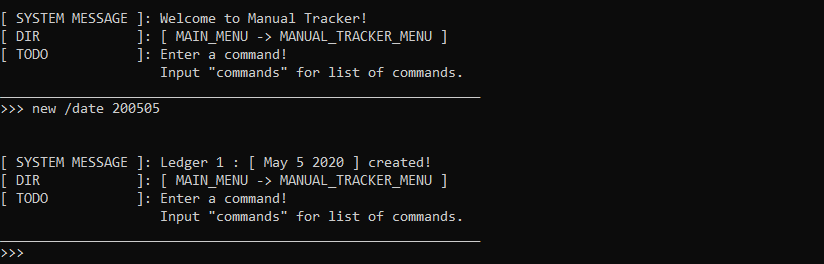 [ SYSTEM MESSAGE ]: Welcome to Manual Tracker!
[ DIR            ]: [ MAIN_MENU -> MANUAL_TRACKER_MENU ]
[ TODO           ]: Enter a command!
                    Input "commands" for list of commands.
____________________________________________________________
>>> new /date 200505
[ SYSTEM MESSAGE ]: Ledger 1 : [ May 5 2020 ] created!
[ DIR            ]: [ MAIN_MENU -> MANUAL_TRACKER_MENU ]
[ TODO           ]: Enter a command!
                    Input "commands" for list of commands.
____________________________________________________________
>>>